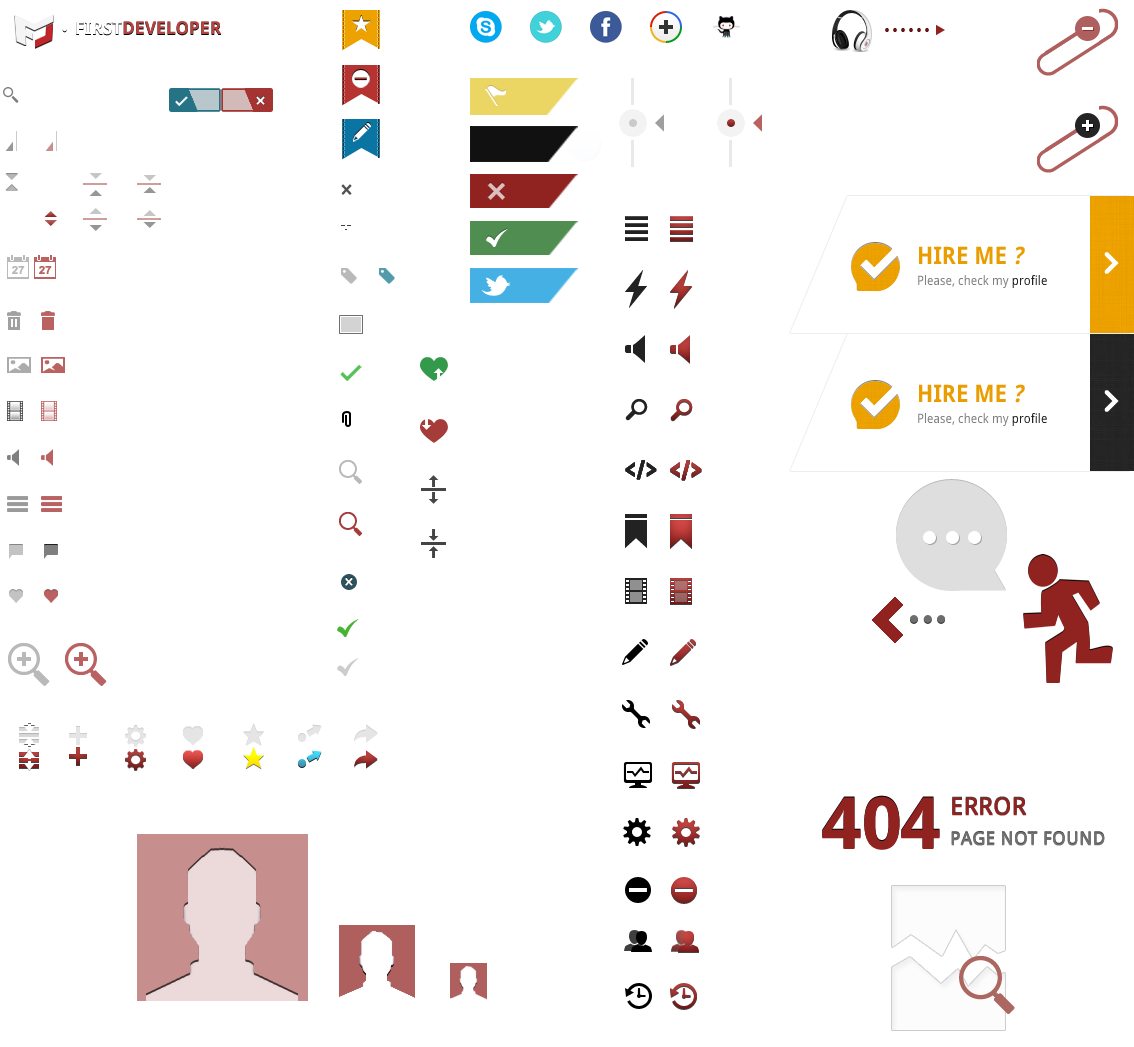 FIRSTDEVELOPER
27 27
HIRE ME ?
Please, check my profile
HIRE ME ?
Please, check my profile
404 ERROR
PAGE NOT FOUND